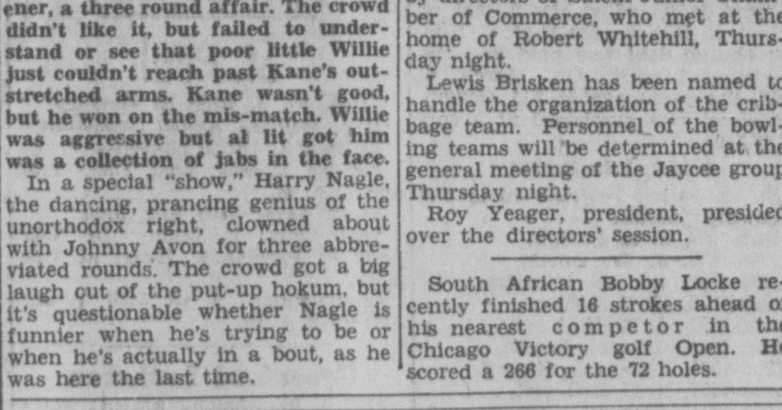 ener, a three round affair. The crowd
didn't like it, but failed to under-
stand or see that poor little Willie
just couldn't reach past Kane's out-
stretched arms. Kane wasn't good,
but he won on the mis-match. Willie
was aggressive but al lit got him
was a collection of jabs in the face.
In a special "show," Harry Nagle,
the dancing, prancing genius of the
unorthodox right, clowned about
with Johnny Avon for three abbre-
viated rounds. The crowd got a big
laugh out of the put-up hokum, but
it's questionable whether Nagle is
funnier when he's trying to be or
when he's actually in a bout, as he
was here the last time.
ber of Commerce, who met at th
home of Robert Whitehill, Thurs-
day night.
Lewis Brisken has been named to
handle the organization of the crib-
bage team. Personnel of the bowl-
ing teams will be determined at the
general meeting of the Jaycee group
Thursday night.
Roy Yeager, president, presided
over the directors' session.
South African Bobby Locke re-
cently finished 16 strokes ahead o
his nearest competor in the
Chicago Victory golf Open. He
scored a 266 for the 72 holes.